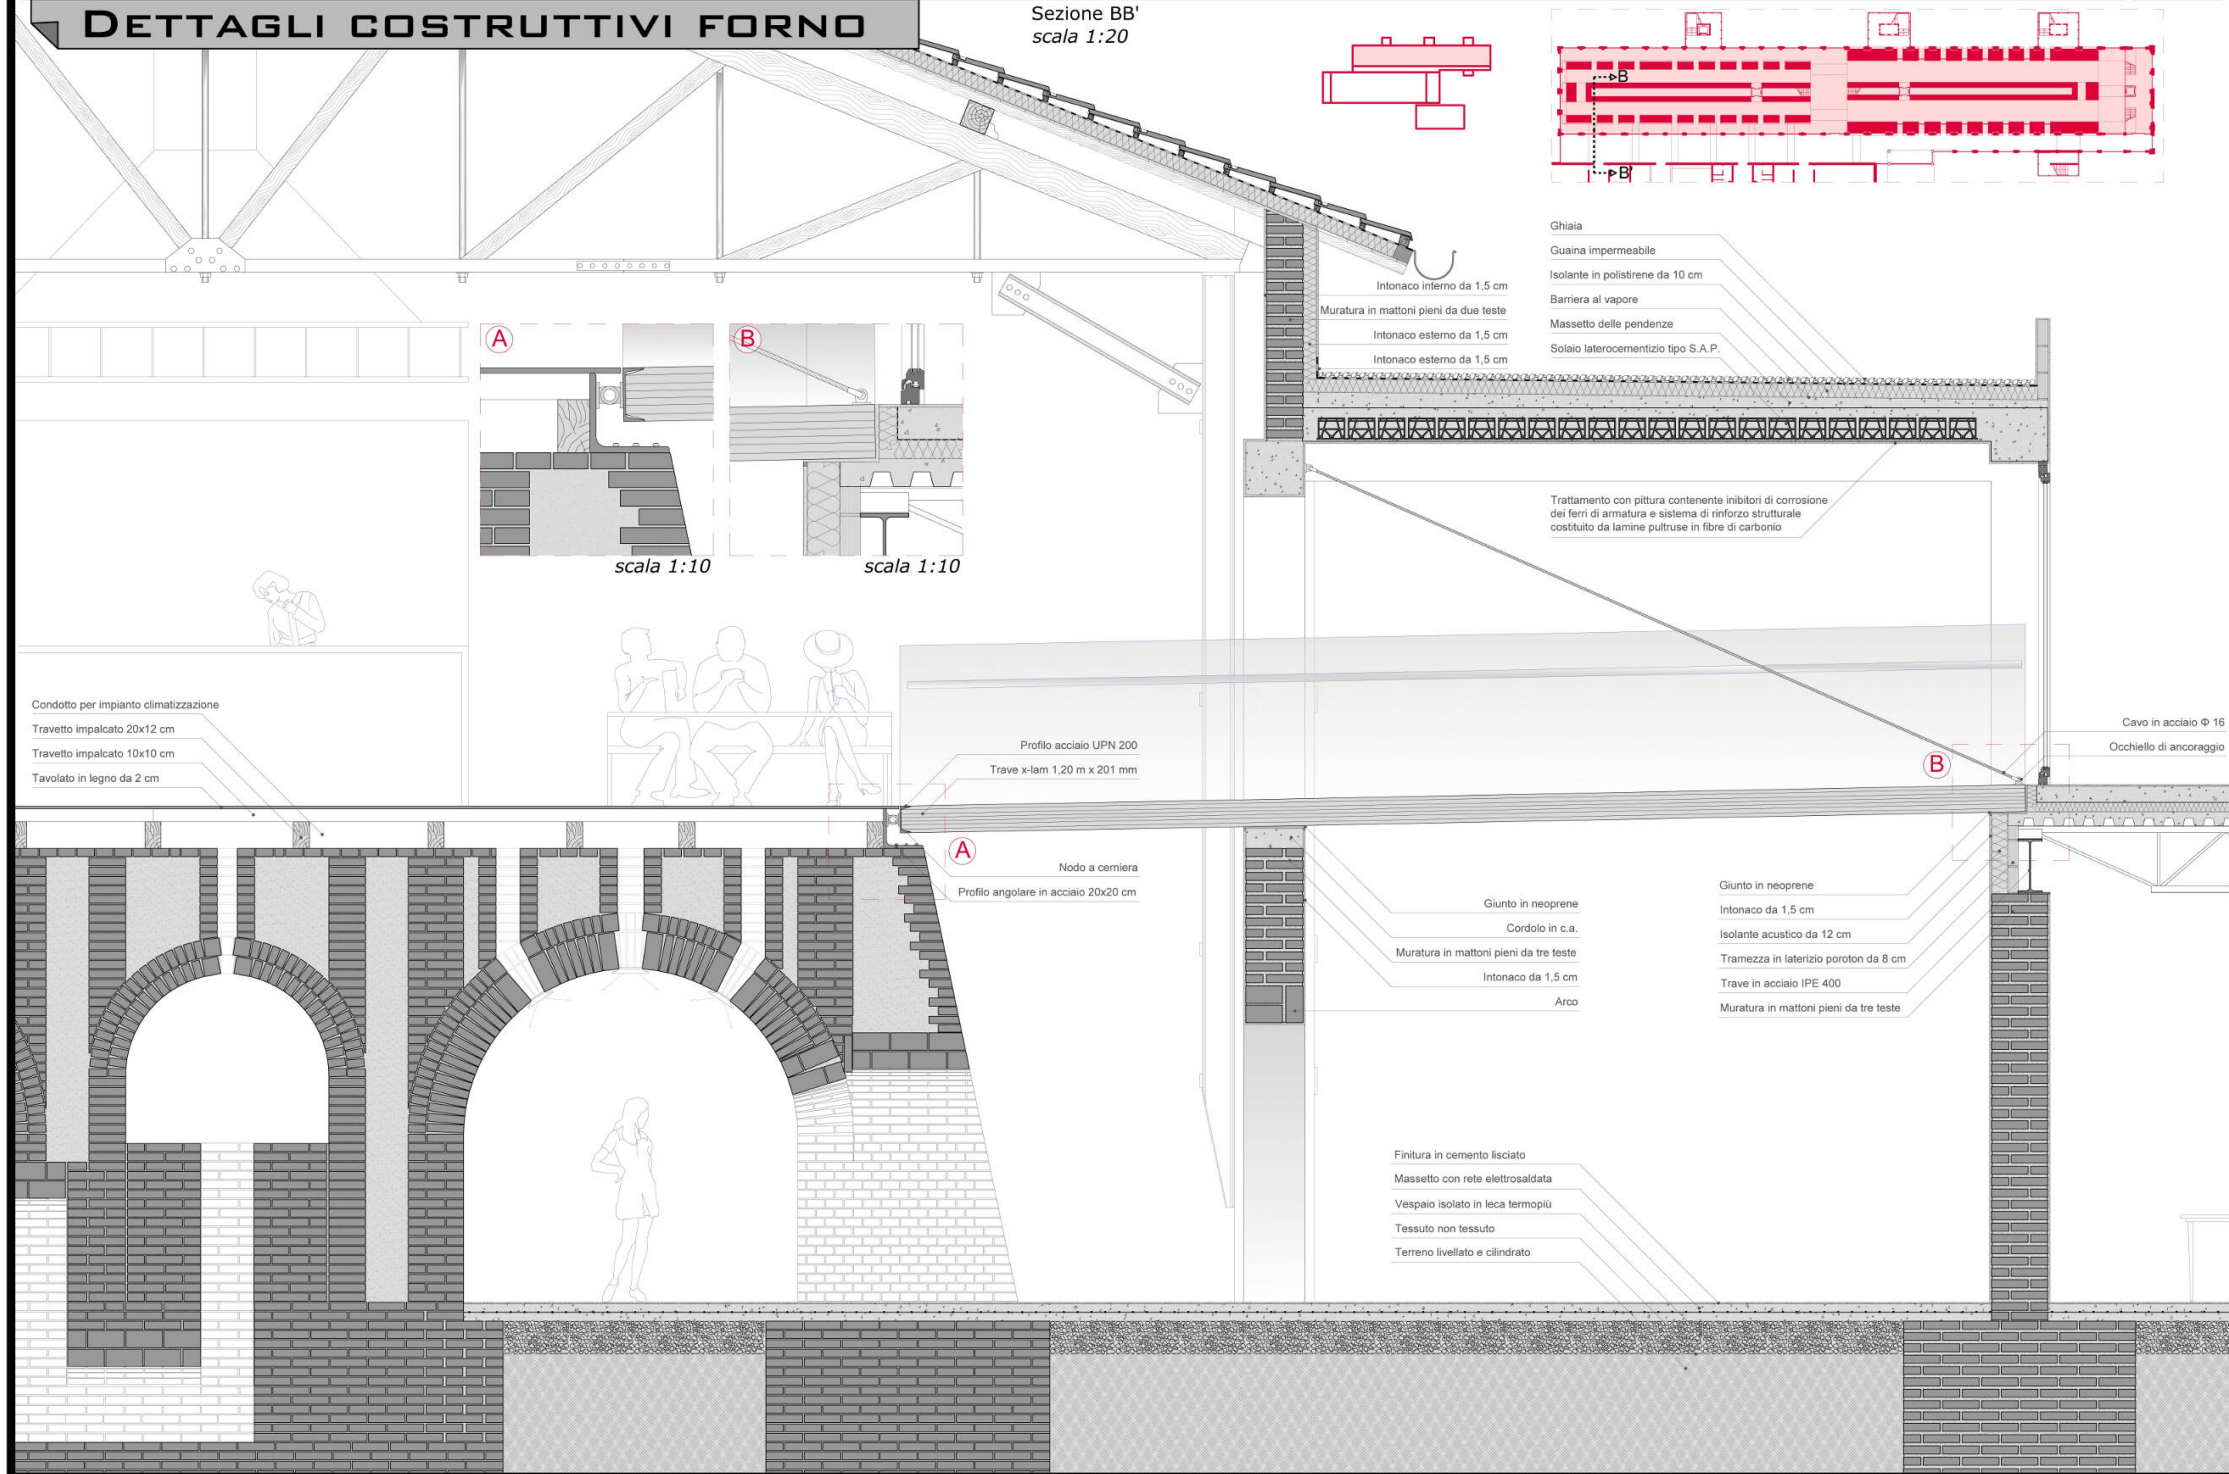 DETTAGLI COSTRUTTIVI FORNO
Sezione BB'
scala 1:20
B
B'
Ghiaia
Guaina impermeabile
Isolante in polistirene da 10 cm
Barriera al vapore
Massetto delle pendenze
Solaio laterocementizio tipo S.A.P.
Intonaco interno da 1,5 cm
Muratura in mattoni pieni da due teste
Intonaco esterno da 1,5 cm
Intonaco esterno da 1,5 cm
A
B
scala 1:10
scala 1:10
Trattamento con pittura contenente inibitori di corrosione
dei ferri di armatura e sistema di rinforzo strutturale
costituito da lamine pultruse in fibre di carbonio
Condotto per impianto climatizzazione
Travetto impalcato 20x12 cm
Travetto impalcato 10x10 cm
Tavolato in legno da 2 cm
Profilo acciaio UPN 200
Trave x-lam 1,20 m x 201 mm
Cavo in acciaio Φ 16
Occhiello di ancoraggio
B
A
Nodo a cerniera
Profilo angolare in acciaio 20x20 cm
Giunto in neoprene
Cordolo in c.a.
Muratura in mattoni pieni da tre teste
Intonaco da 1,5 cm
Arco
Giunto in neoprene
Intonaco da 1,5 cm
Isolante acustico da 12 cm
Tramezza in laterizio poroton da 8 cm
Trave in acciaio IPE 400
Muratura in mattoni pieni da tre teste
Finitura in cemento lisciato
Massetto con rete elettrosaldata
Vespaio isolato in leca termopiù
Tessuto non tessuto
Terreno livellato e cilindrato